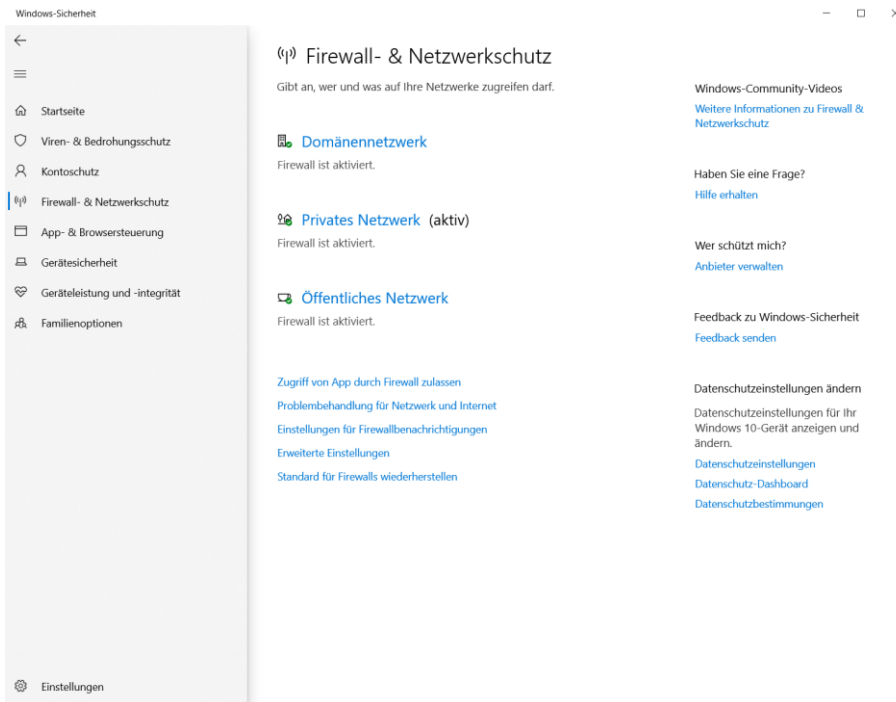 Windows-Sicherheit
Startseite
Viren- & Bedrohungsschutz
Kontoschutz
Firewall- & Netzwerkschutz
App- & Browsersteuerung
Gerätesicherheit
Geräteleistung und -integrität
Familienoptionen
Einstellungen
Firewall- & Netzwerkschutz
Gibt an, wer und was auf Ihre Netzwerke zugreifen darf.
Domänennetzwerk
Firewall ist aktiviert.
Privates Netzwerk (aktiv)
Firewall ist aktiviert.
Öffentliches Netzwerk
Firewall ist aktiviert.
Zugriff von App durch Firewall zulassen
Problembehandlung für Netzwerk und Internet
Einstellungen für Firewallbenachrichtigungen
Erweiterte Einstellungen
Standard für Firewalls wiederherstellen
Windows-Community-Videos
Weitere Informationen zu Firewall &
Netzwerkschutz
Haben Sie eine Frage?
Hilfe erhalten
Wer schützt mich?
Anbieter verwalten
Feedback zu Windows-Sicherheit
Feedback senden
Datenschutzeinstellungen ändern
Datenschutzeinstellungen für Ihr
Windows 10-Gerät anzeigen und
ändern.
Datenschutzeinstellungen
Datenschutz-Dashboard
Datenschutzbestimmungen